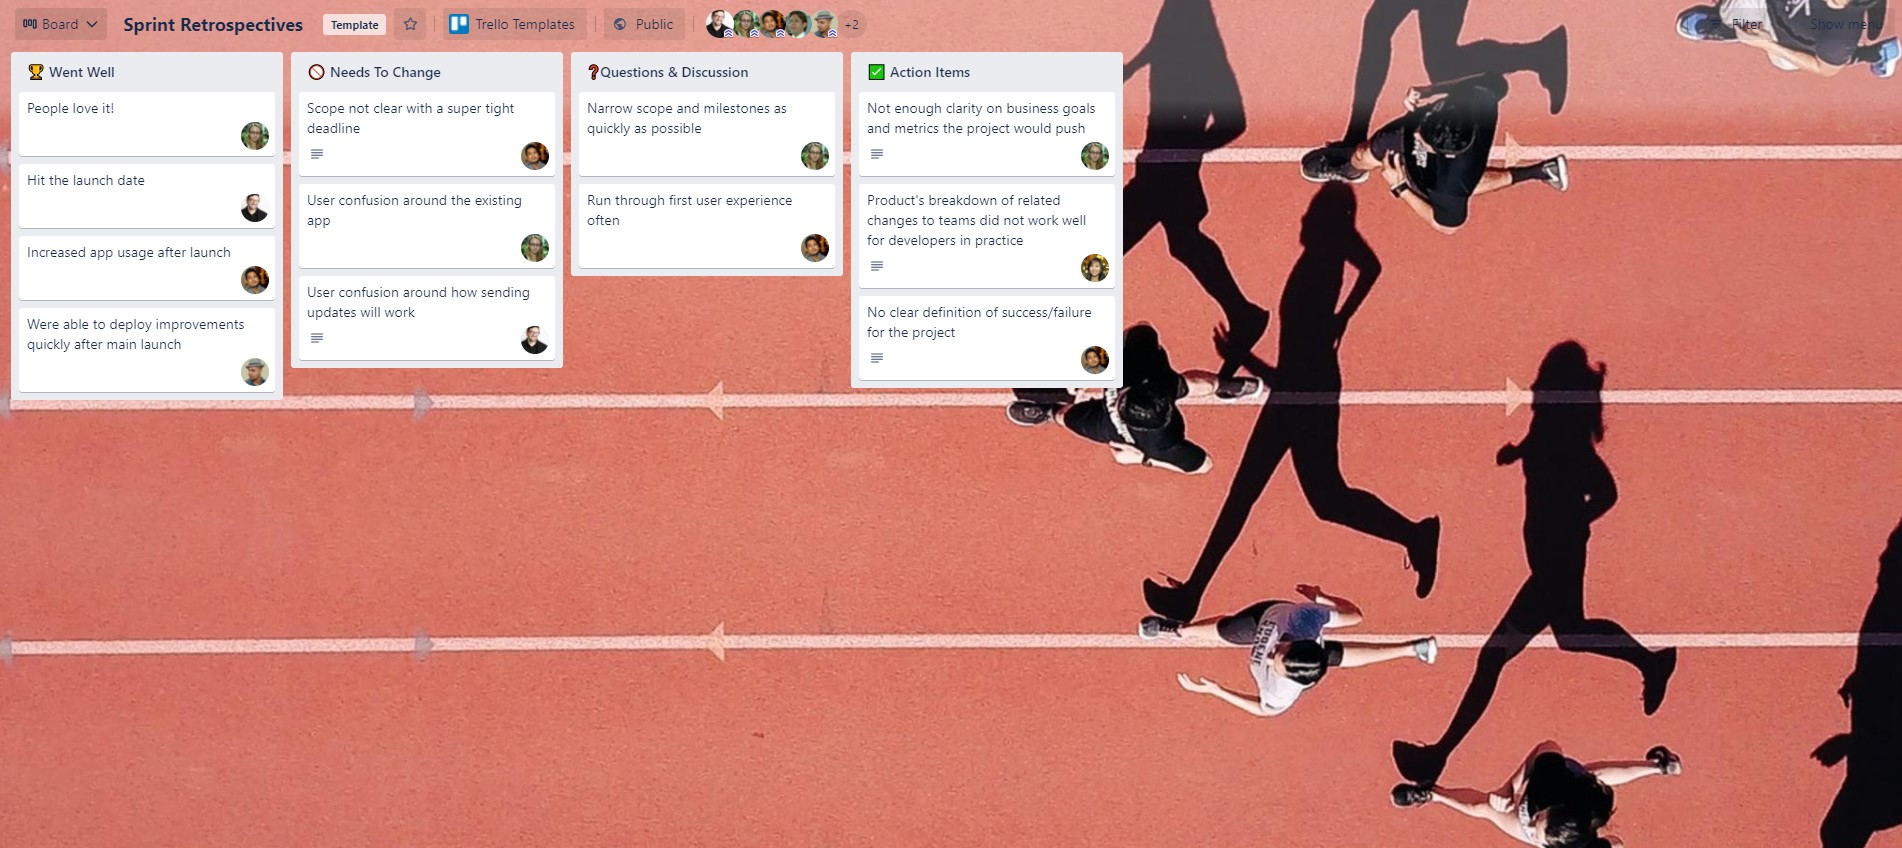 Board
Sprint Retrospectives
Template
Trello Templates
Public
+2
Filter
Show menu
Went Well
People love it!
Hit the launch date
Increased app usage after launch
Were able to deploy improvements
quickly after main launch
Needs To Change
Scope not clear with a super tight
deadline
User confusion around the existing
app
User confusion around how sending
updates will work
Questions & Discussion
Narrow scope and milestones as
quickly as possible
Run through first user experience
often
Action Items
Not enough clarity on business goals
and metrics the project would push
Product's breakdown of related
changes to teams did not work well
for developers in practice
No clear definition of success/failure
for the project